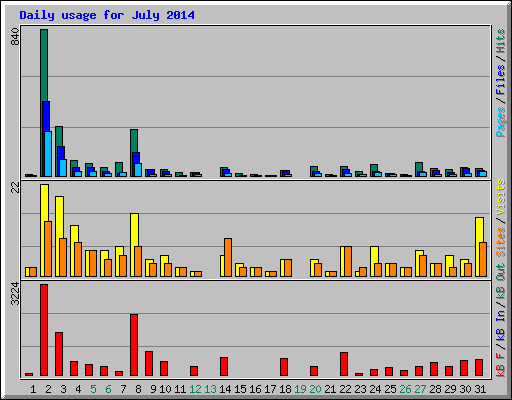 Daily usage for July 2014
840
Pages / Files / Hits
22
Sites / Visits
3224
kB F / kB In / kB Out
1 2 3 4 5 6 7 8 9 10 11 12 13 14 15 16 17 18 19 20 21 22 23 24 25 26 27 28 29 30 31